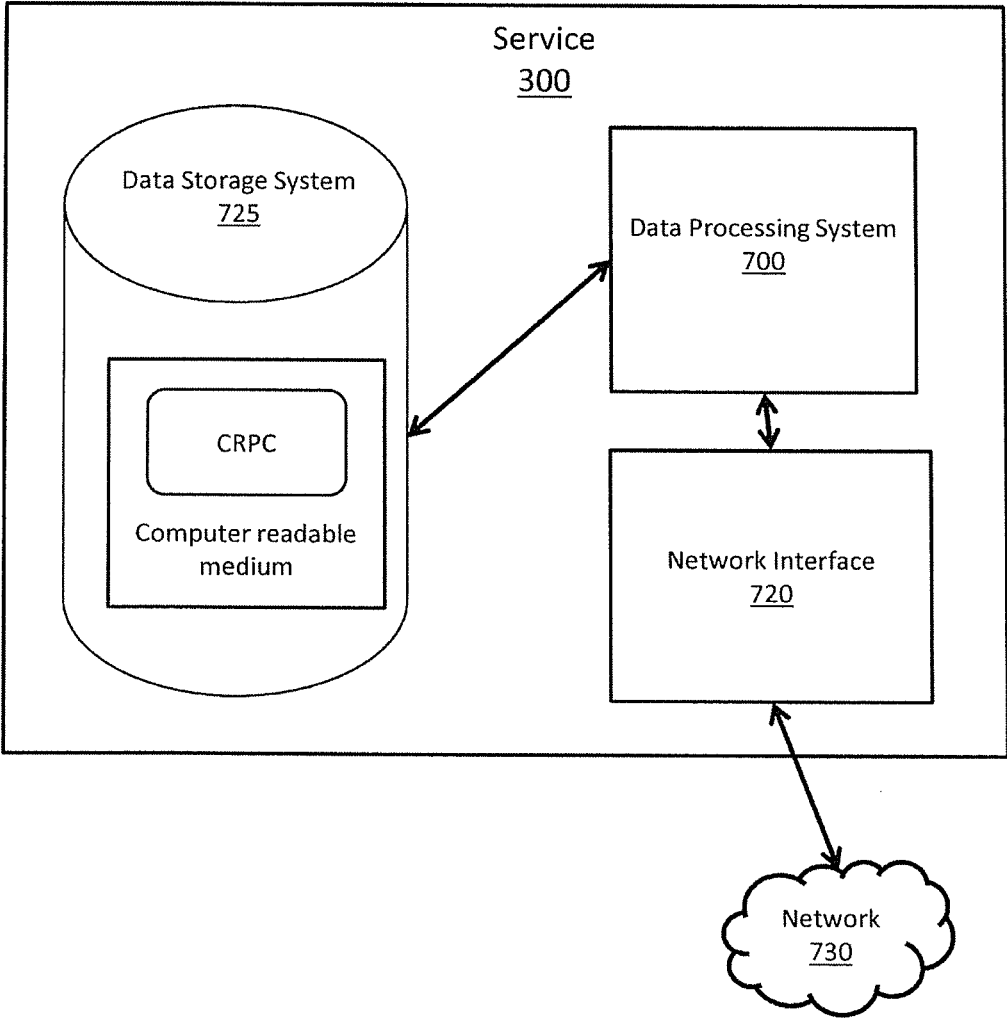 Service
300
Data Storage System
725
Data Processing System
700
CRPC
Computer readable
medium
Network Interface
720
Network
730